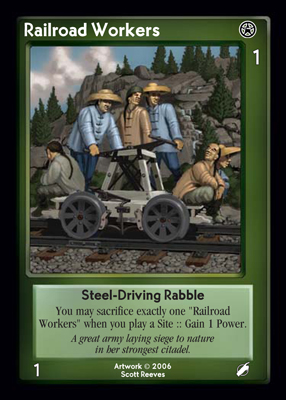 Railroad Workers
1
Steel-Driving Rabble
You may sacrifice exactly one "Railroad
Workers" when you play a Site :: Gain 1 Power.
A great army laying siege to nature
in her strongest citadel.
1
Artwork © 2006
Scott Reeves